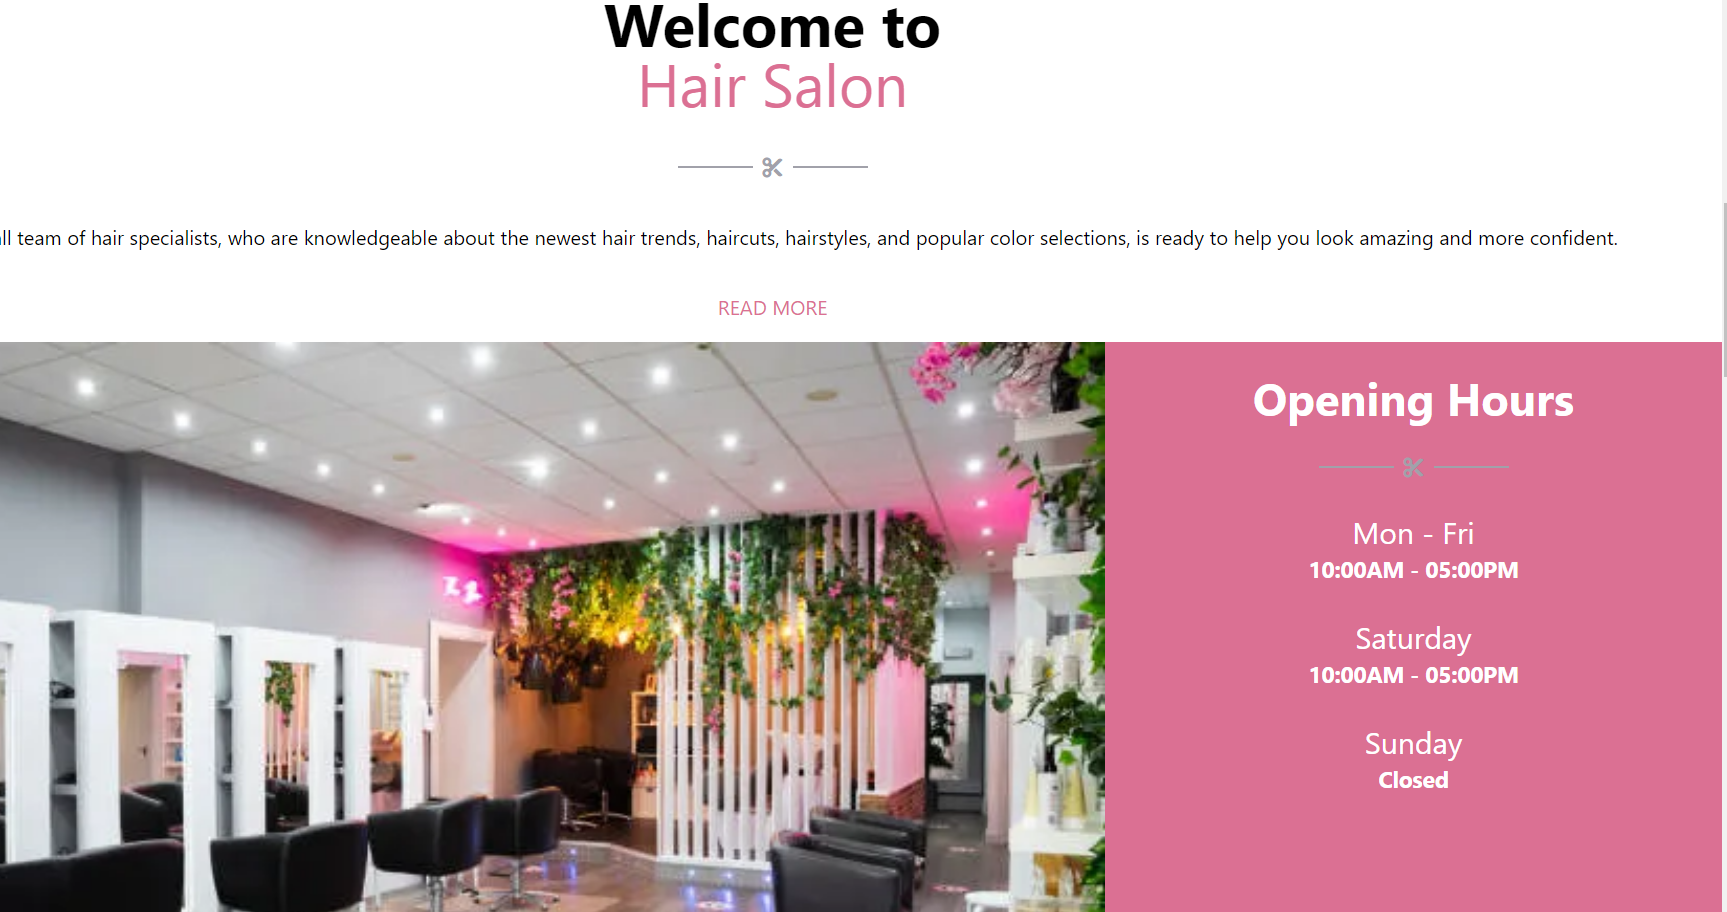 Welcome to
Hair Salon
team of hair specialists, who are knowledgeable about the newest hair trends, haircuts, hairstyles, and popular color selections, is ready to help you look amazing and more confident.
READ MORE
Opening Hours
Mon - Fri
10:00AM - 05:00PM
Saturday
10:00AM - 05:00PM
Sunday
Closed